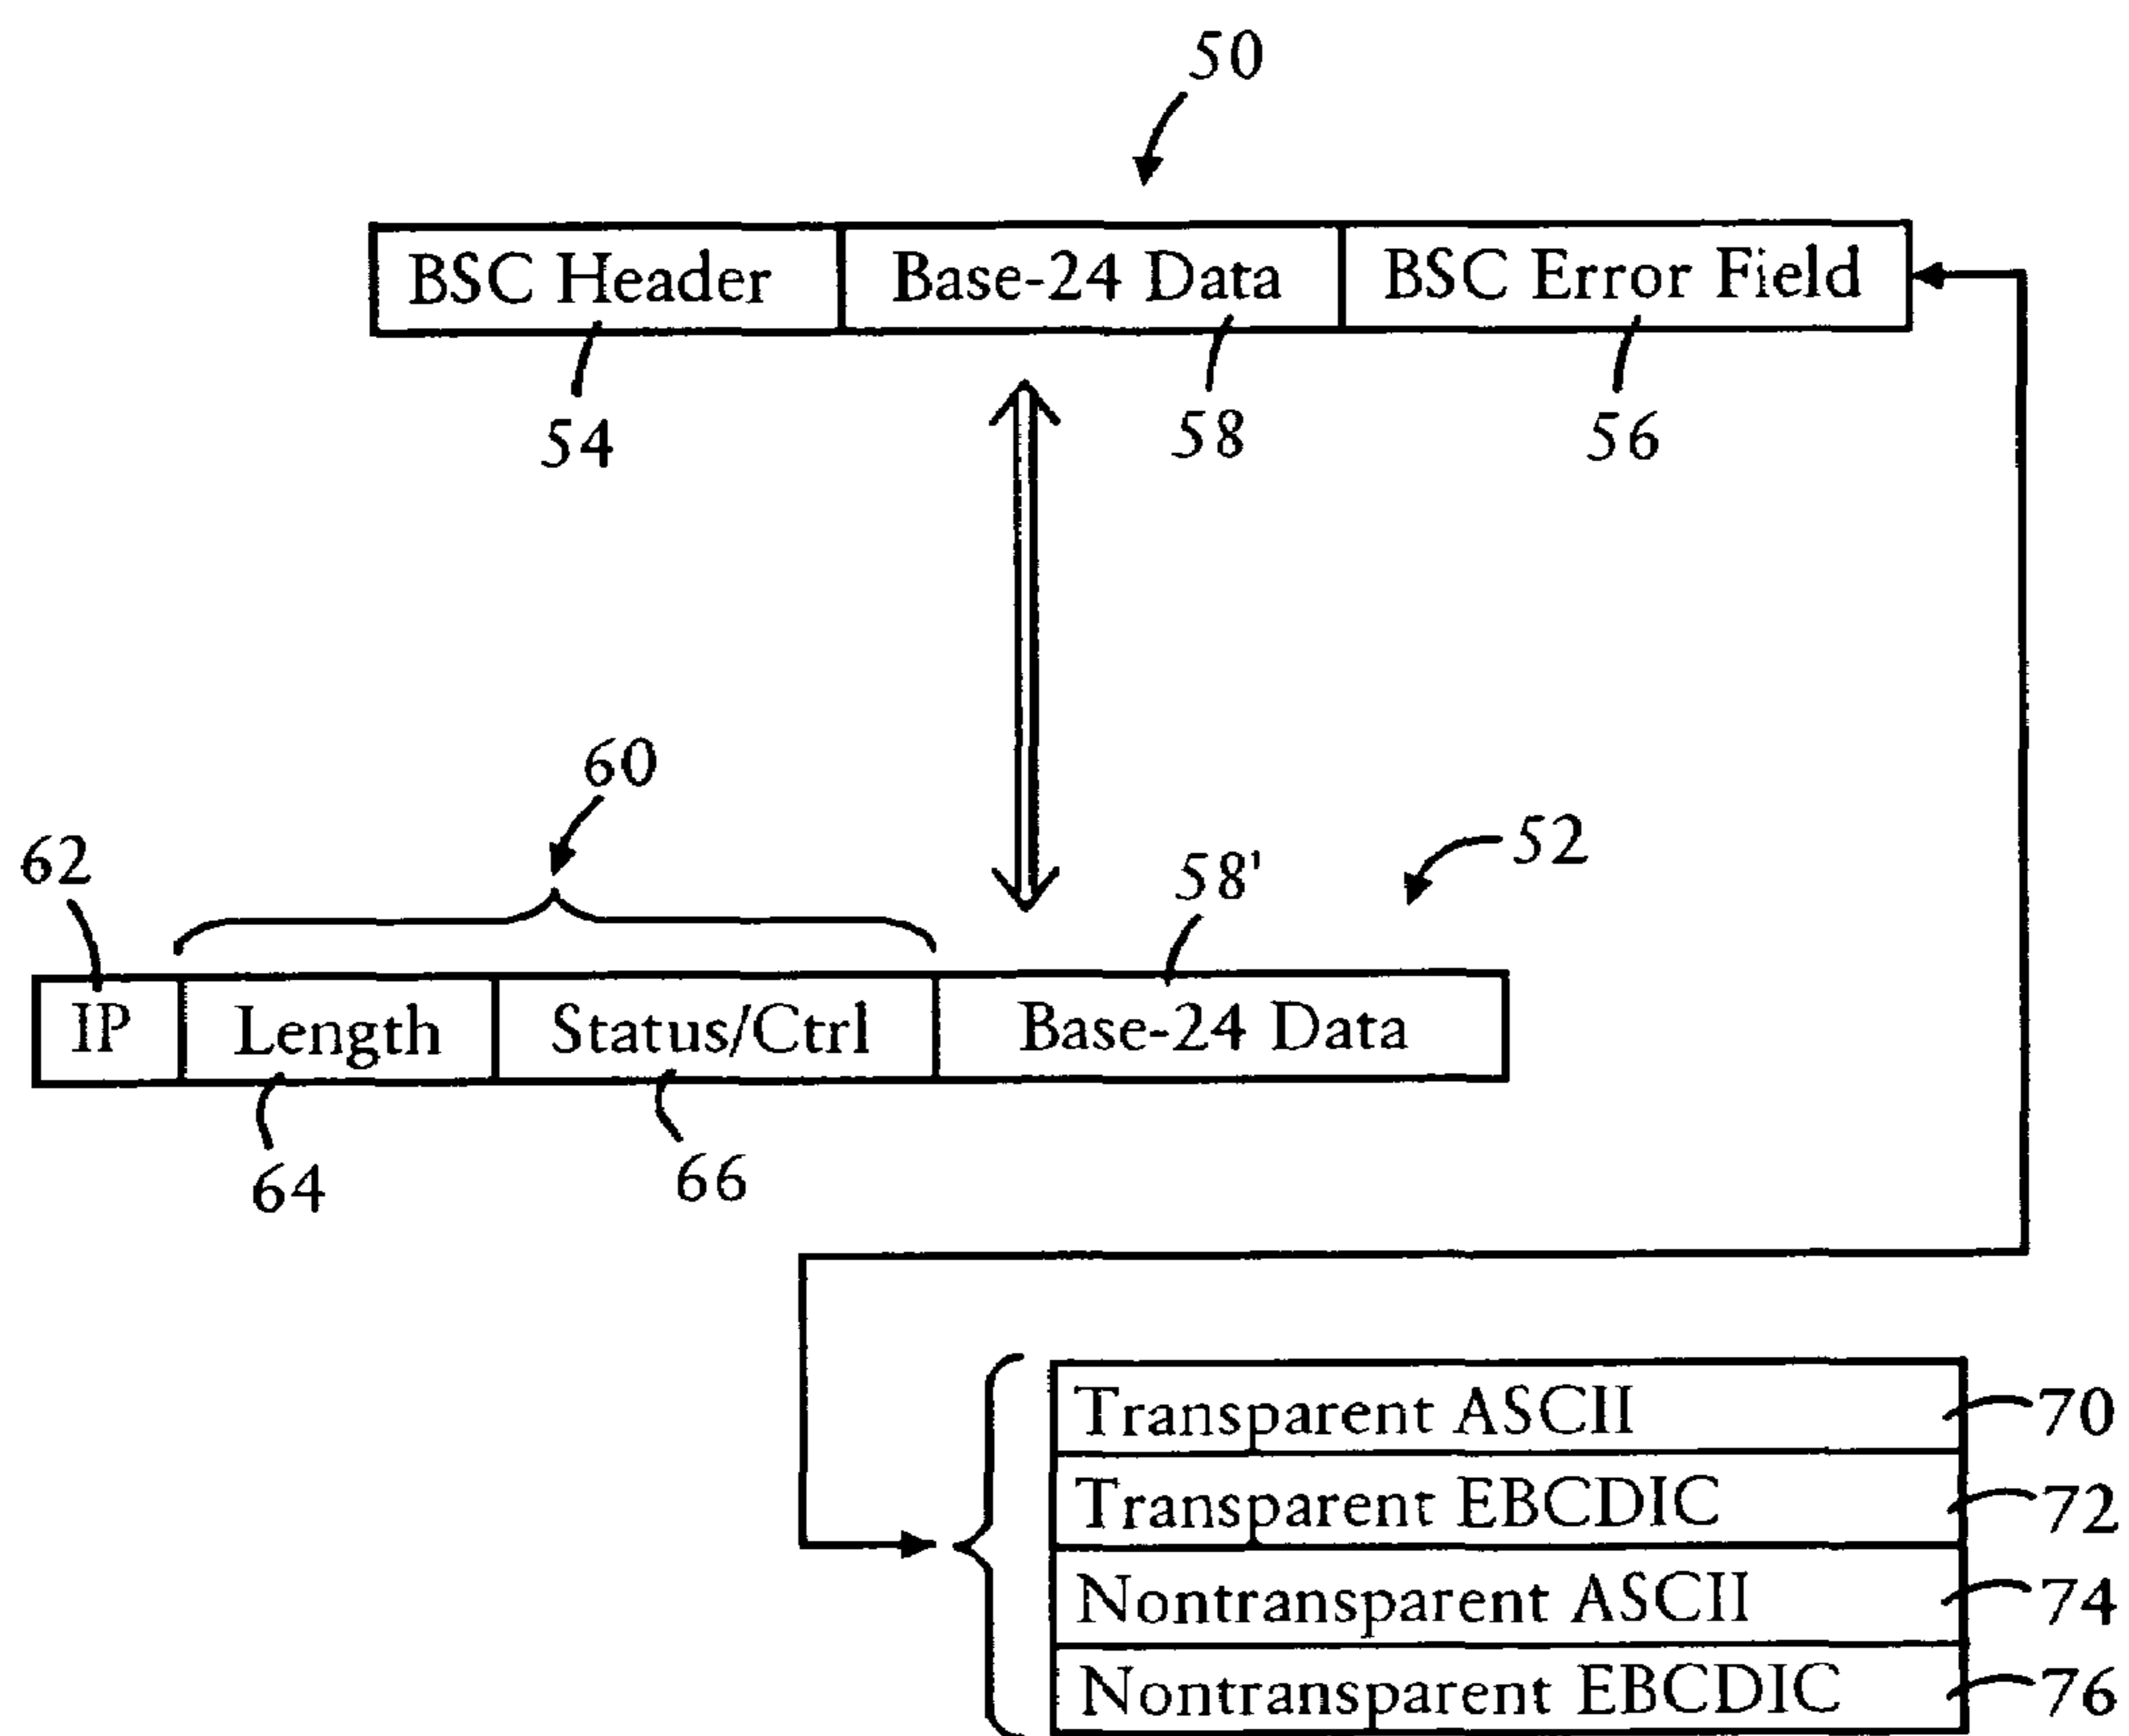 50
BSC Header Base-24 Data BSC Error Field
54 58 56
60
62 58' 52
IP Length Status/Ctrl Base-24 Data
64 66
Transparent ASCII 70
Transparent EBCDIC 72
Nontransparent ASCII 74
Nontransparent EBCDIC 76